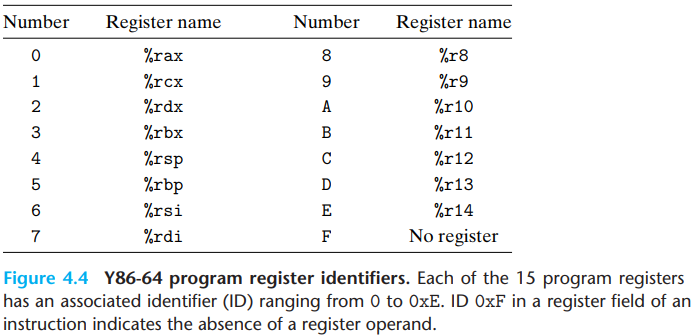 Number Register name Number Register name
0 %rax 8 %r8
1 %rcx 9 %r9
2 %rdx A %r10
3 %rbx B %r11
4 %rsp C %r12
5 %rbp D %r13
6 %rsi E %r14
7 %rdi F No register
Figure 4.4 Y86-64 program register identifiers. Each of the 15 program registers
has an associated identifier (ID) ranging from 0 to 0xE. ID 0xF in a register field of an
instruction indicates the absence of a register operand.